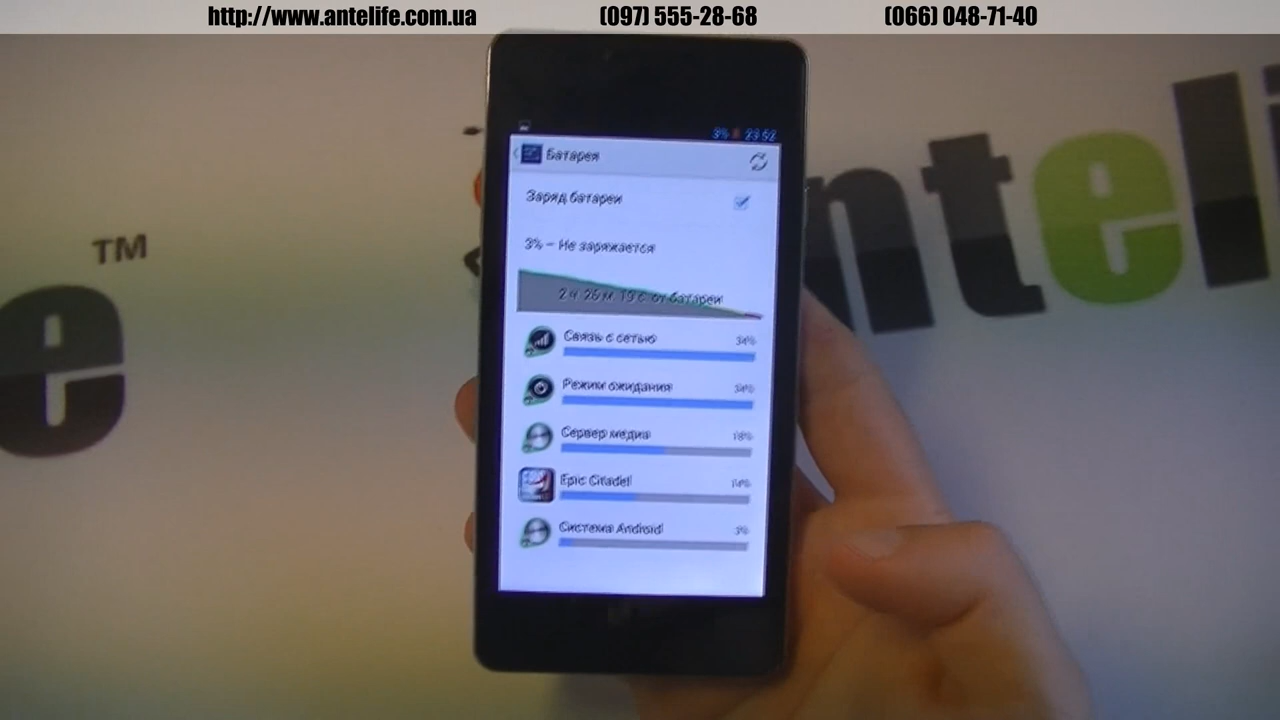 http://www.antelife.com.ua (097) 555-28-68 (066) 048-71-40
3% 23:52
Батарея
Заряд батареи
3% – Не заряжается
2 ч. 26 м. 19 с. от батареи
Связь с сетью 34%
Режим ожидания 34%
Сервер медиа 18%
Epic Citadel 14%
Система Android 3%
TM
e
nteli